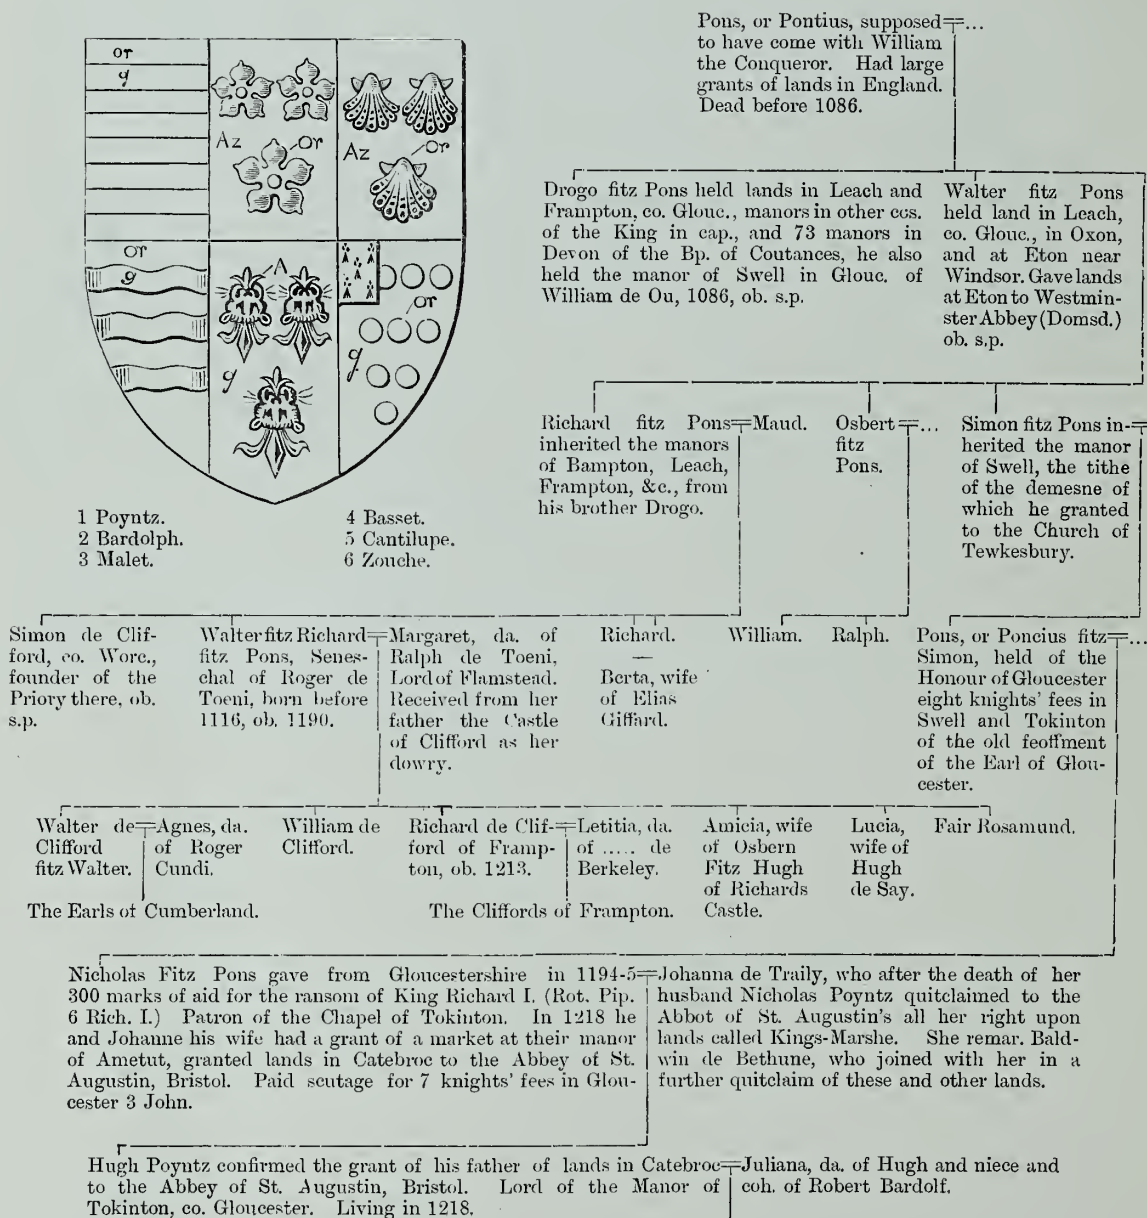 Pons, or Pontius, supposed=...
to have come with William
the Conqueror. Had large
grants of lands in England.
Dead before 1086.
or
g
Az
Or
Az
Or
or
g
A
g
or
g
1 Poyntz.
2 Bardolph.
3 Malet.
4 Basset.
5 Cantilupe.
6 Zouche.
Drogo fitz Pons held lands in Leach and
Frampton, co. Glouc., manors in other cos.
of the King in cap., and 73 manors in
Devon of the Bp. of Coutances, he also
held the manor of Swell in Glouc. of
William de Ou, 1086, ob. s.p.
Walter fitz Pons
held land in Leach,
co. Glouc., in Oxon,
and at Eton near
Windsor. Gave lands
at Eton to Westmin-
ster Abbey (Domsd.)
ob. s.p.
Richard fitz Pons=Maud.
inherited the manors
of Bampton, Leach,
Frampton, &c., from
his brother Drogo.
Osbert=...
fitz
Pons.
Simon fitz Pons in-=
herited the manor
of Swell, the tithe
of the demesne of
which he granted
to the Church of
Tewkesbury.
Simon de Clif-
ford, co. Worc.,
founder of the
Priory there, ob.
s.p.
Walter fitz Richard=
fitz Pons, Senes-
chal of Roger de
Toeni, born before
1116, ob. 1190.
Margaret, da. of
Ralph de Toeni,
Lord of Flamstead.
Received from her
father the Castle
of Clifford as her
dowry.
Richard.
—
Berta, wife
of Elias
Giffard.
William.
Ralph.
Pons, or Poncius fitz=...
Simon, held of the
Honour of Gloucester
eight knights' fees in
Swell and Tokinton
of the old feoffment
of the Earl of Glou-
cester.
Walter de=
Clifford
fitz Walter.
Agnes, da.
of Roger
Cundi.
The Earls of Cumberland.
William de
Clifford.
Richard de Clif-=
ford of Framp-
ton, ob. 1213.
Letitia, da.
of ..... de
Berkeley.
The Cliffords of Frampton.
Amicia, wife
of Osbern
Fitz Hugh
of Richards
Castle.
Lucia,
wife of
Hugh
de Say.
Fair Rosamund.
Nicholas Fitz Pons gave from Gloucestershire in 1194-5=
300 marks of aid for the ransom of King Richard I. (Rot. Pip.
6 Rich. I.) Patron of the Chapel of Tokinton. In 1218 he
and Johanne his wife had a grant of a market at their manor
of Ametut, granted lands in Catebroc to the Abbey of St.
Augustin, Bristol. Paid scutage for 7 knights' fees in Glou-
cester 3 John.
Johanna de Traily, who after the death of her
husband Nicholas Poyntz quitclaimed to the
Abbot of St. Augustin's all her right upon
lands called Kings-Marshe. She remar. Bald-
win de Bethune, who joined with her in a
further quitclaim of these and other lands.
Hugh Poyntz confirmed the grant of his father of lands in Catebroc=
to the Abbey of St. Augustin, Bristol. Lord of the Manor of
Tokinton, co. Gloucester. Living in 1218.
Juliana, da. of Hugh and niece and
coh. of Robert Bardolf.